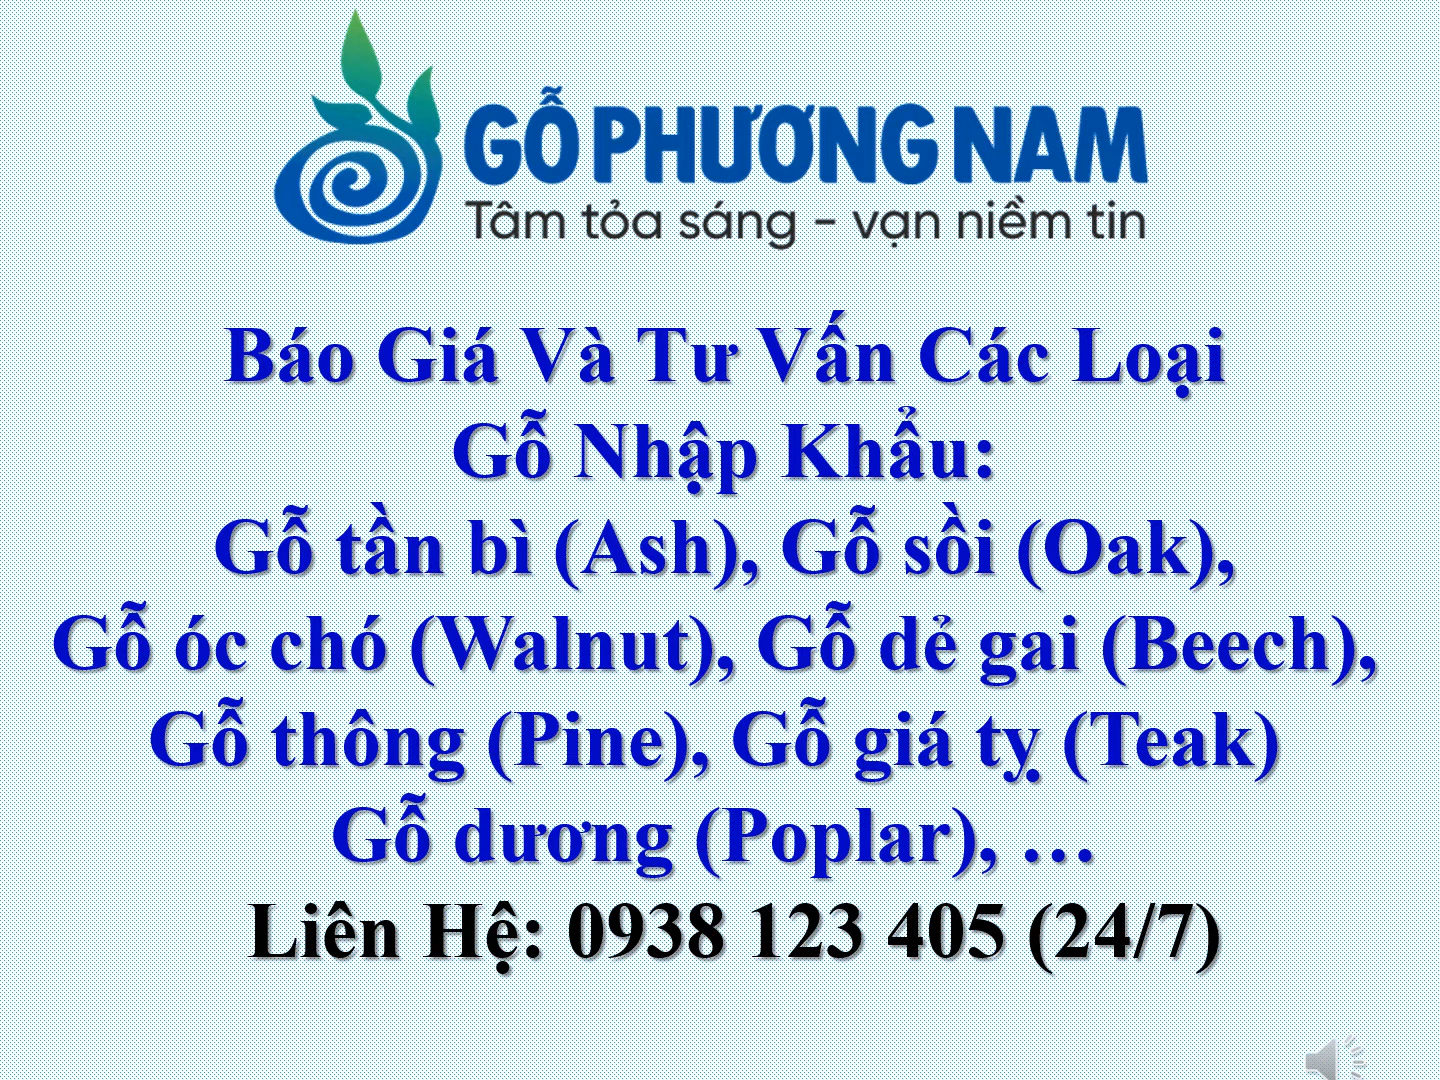 GỖ PHƯƠNG NAM
Tâm tỏa sáng - vạn niềm tin
Báo Giá Và Tư Vấn Các Loại
Gỗ Nhập Khẩu:
Gỗ tần bì (Ash), Gỗ sồi (Oak),
Gỗ óc chó (Walnut), Gỗ dẻ gai (Beech),
Gỗ thông (Pine), Gỗ giá tỵ (Teak)
Gỗ dương (Poplar), …
Liên Hệ: 0938 123 405 (24/7)